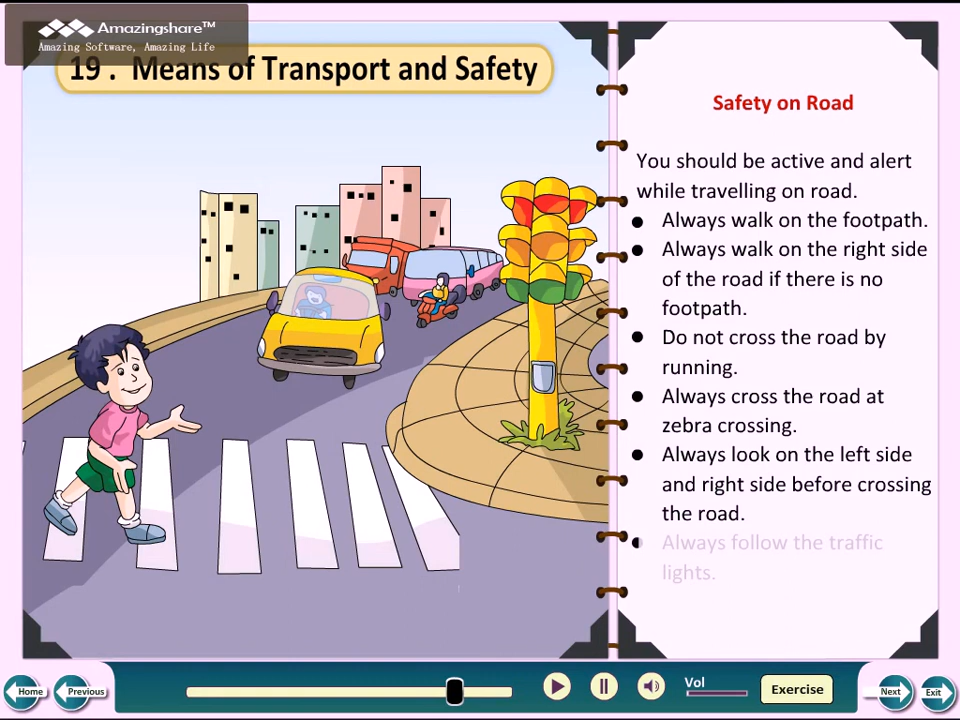 Amazingshare™
Amazing Software, Amazing Life
19 . Means of Transport and Safety
Safety on Road
You should be active and alert
while travelling on road.
● Always walk on the footpath.
● Always walk on the right side
of the road if there is no
footpath.
● Do not cross the road by
running.
● Always cross the road at
zebra crossing.
● Always look on the left side
and right side before crossing
the road.
● Always follow the traffic
lights.
Home
Previous
Vol
Exercise
Next
Exit